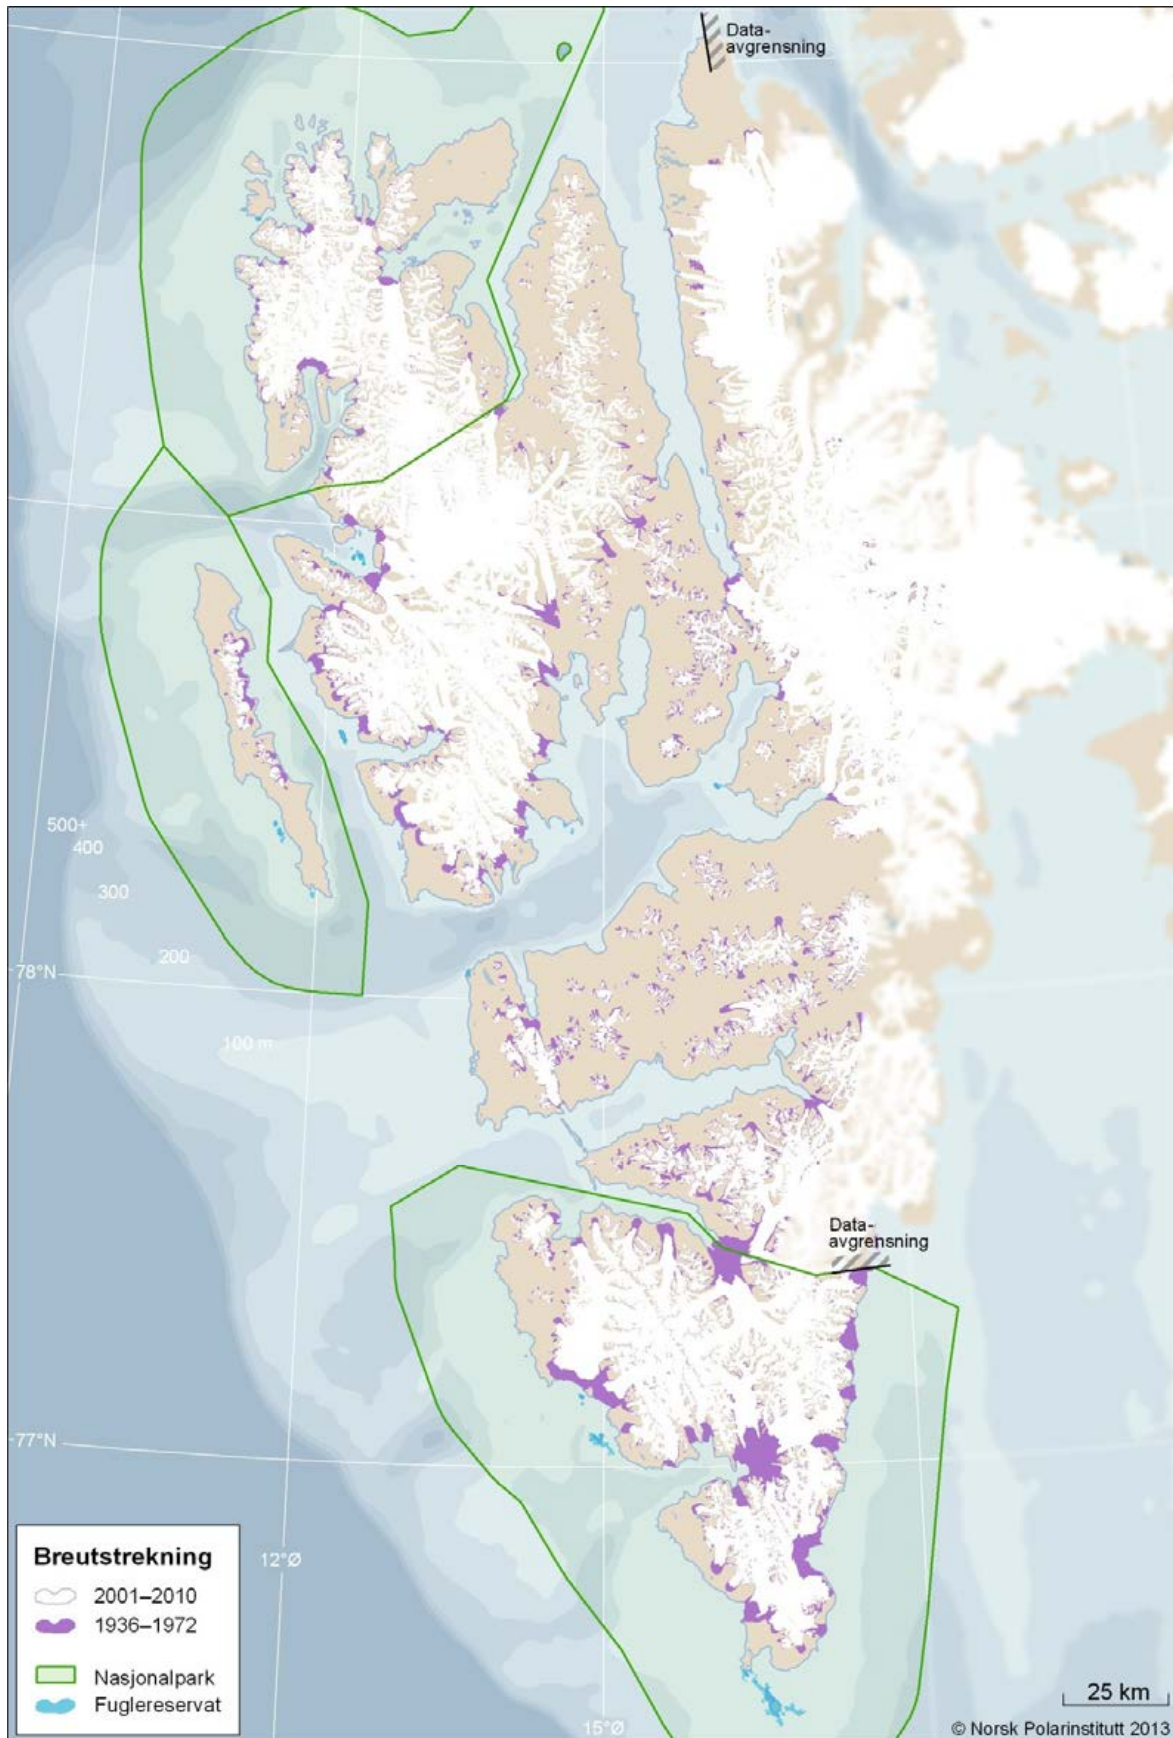 Data-
avgrensning
500+
400
300
200
78°N
100 m
Data-
avgrensning
77°N
12°Ø
15°Ø
Breutstrekning
2001–2010
1936–1972
Nasjonalpark
Fuglereservat
25 km
© Norsk Polarinstitutt 2013